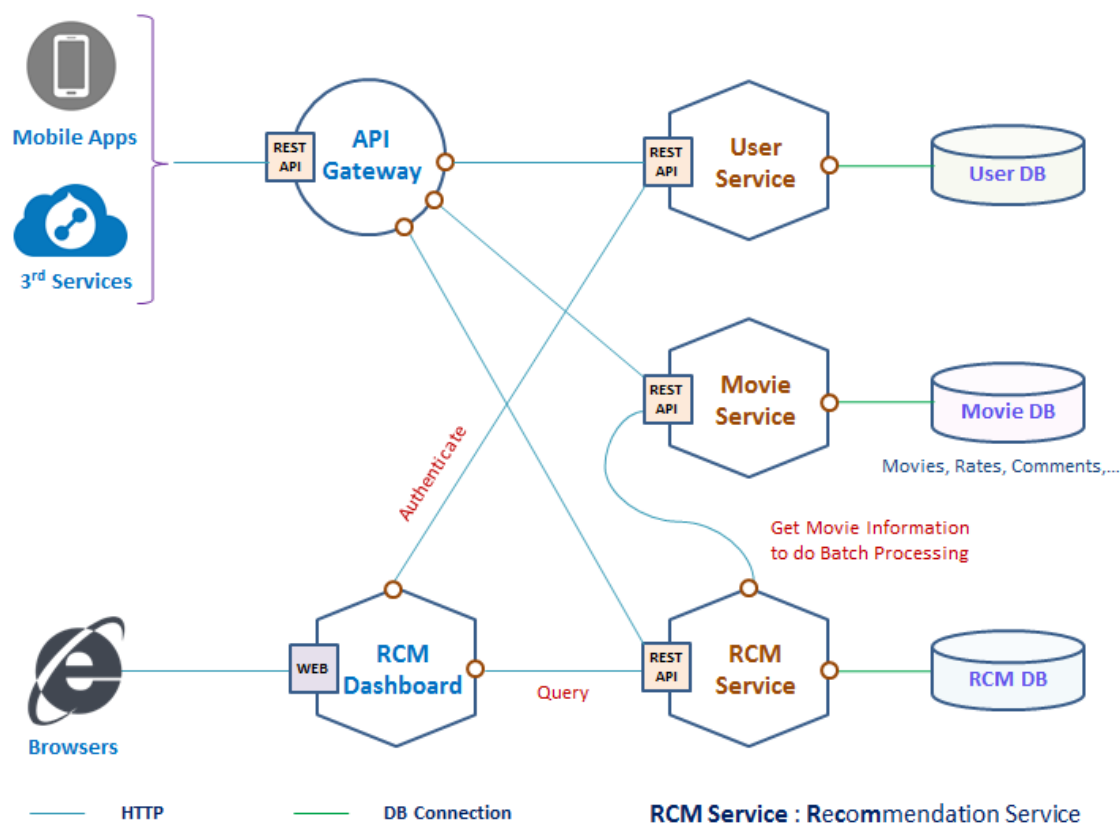 Mobile Apps
3rd Services
REST
API
API
Gateway
REST
API
User
Service
User DB
REST
API
Movie
Service
Movie DB
Movies, Rates, Comments,...
Authenticate
Get Movie Information
to do Batch Processing
Browsers
WEB
RCM
Dashboard
Query
REST
API
RCM
Service
RCM DB
HTTP
DB Connection
RCM Service : Recommendation Service